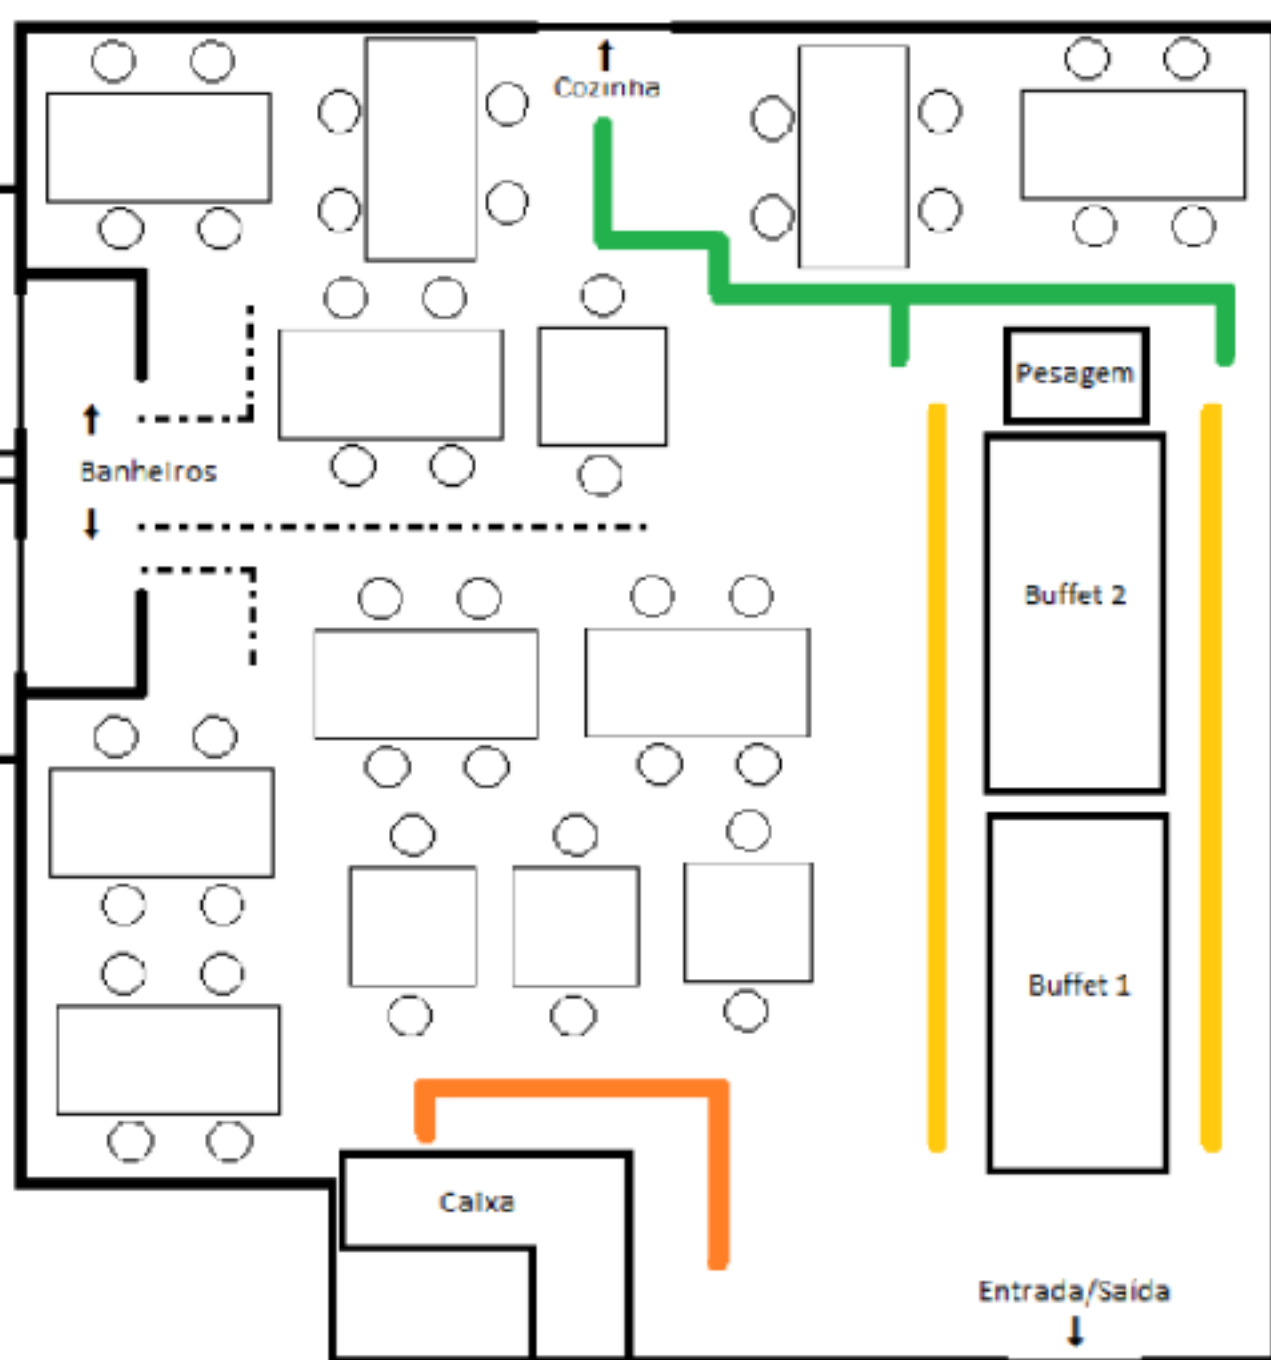 Cozinha
Pesagem
Banheiros
Buffet 2
Buffet 1
Caixa
Entrada/Saída